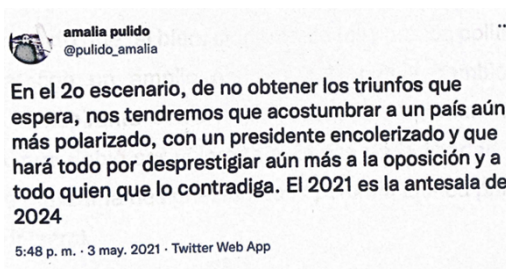 amalia pulido
@pulido_amalia
En el 2o escenario, de no obtener los triunfos que
espera, nos tendremos que acostumbrar a un país aún
más polarizado, con un presidente encolerizado y que
hará todo por desprestigiar aún más a la oposición y a
todo quien que lo contradiga. El 2021 es la antesala de
2024
5:48 p. m. · 3 may. 2021 · Twitter Web App